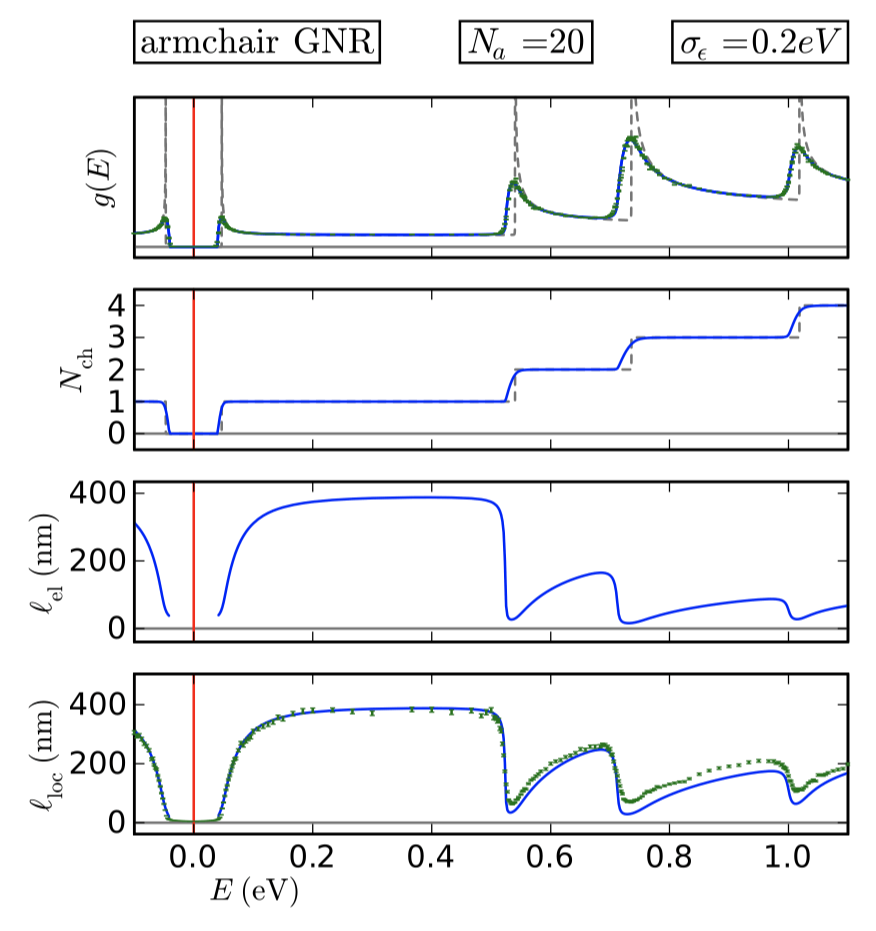 armchair GNR
Nₐ =20
σ_ϵ =0.2eV
g(E)
4
3
2
1
0
N_ch
400
200
0
ℓ_el (nm)
400
200
0
ℓ_loc (nm)
0.0 0.2 0.4 0.6 0.8 1.0
E (eV)